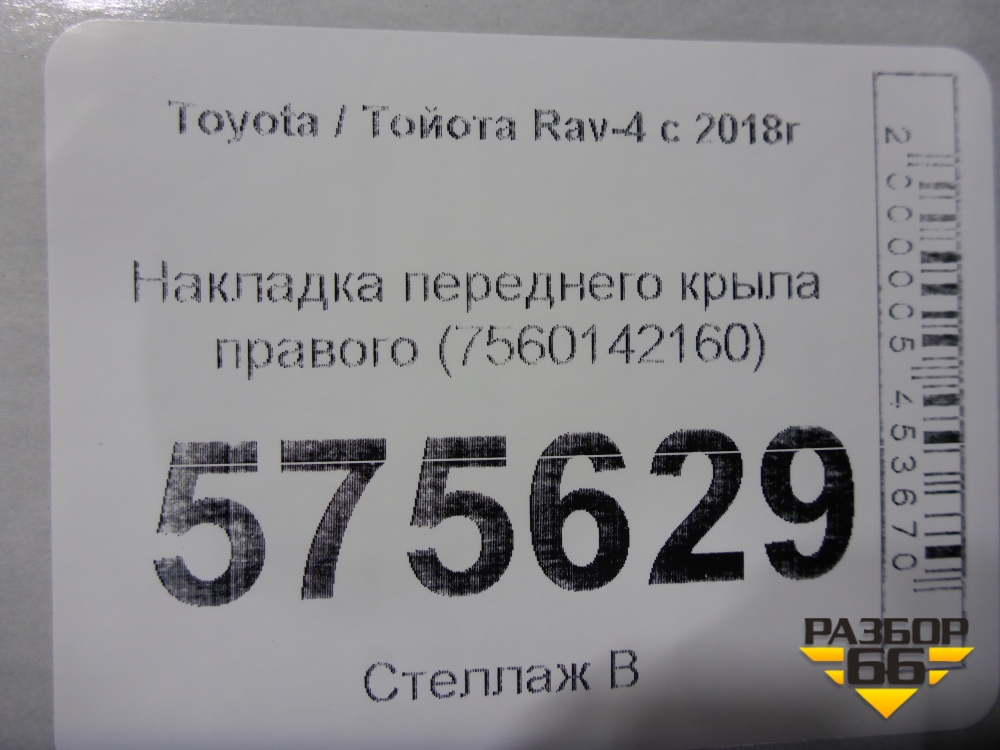 Toyota / Тойота Rav-4 с 2018г
Накладка переднего крыла
правого (7560142160)
575629
Стеллаж В
2000005453670
РАЗБОР
66